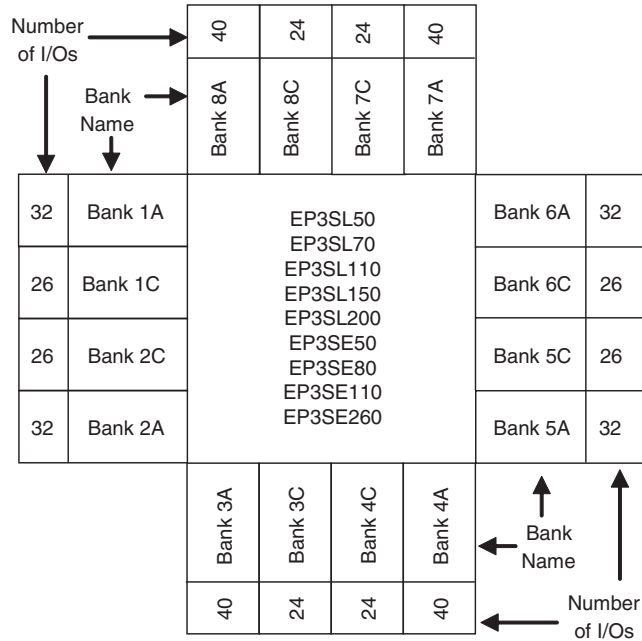 Number
of I/Os
40
24
24
40
Bank
Name
Bank 8A
Bank 8C
Bank 7C
Bank 7A
32
Bank 1A
26
Bank 1C
26
Bank 2C
32
Bank 2A
EP3SL50
EP3SL70
EP3SL110
EP3SL150
EP3SL200
EP3SE50
EP3SE80
EP3SE110
EP3SE260
Bank 6A
32
Bank 6C
26
Bank 5C
26
Bank 5A
32
Bank 3A
Bank 3C
Bank 4C
Bank 4A
Bank
Name
40
24
24
40
Number
of I/Os